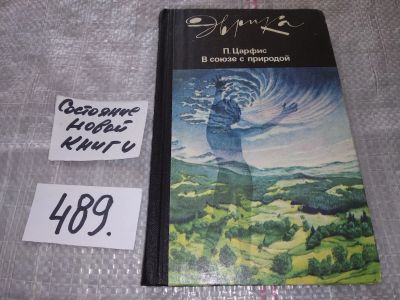 Эврика
П. Царфис
В союзе с природой
Состояние
новой
книги
489.